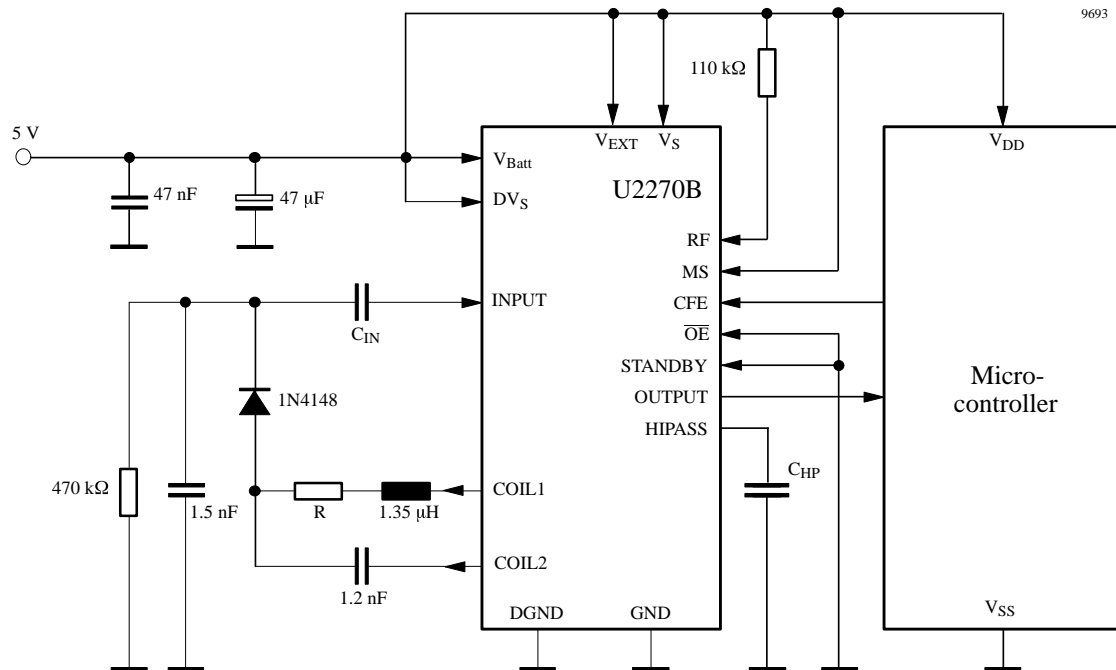 9693
110 kΩ
5 V
V_EXT
V_S
V_DD
V_Batt
47 nF
47 µF
U2270B
DV_S
RF
MS
INPUT
CFE
C_IN
O̅E̅
STANDBY
Micro-
controller
1N4148
OUTPUT
HIPASS
C_HP
470 kΩ
COIL1
1.5 nF
R
1.35 µH
COIL2
1.2 nF
DGND
GND
V_SS